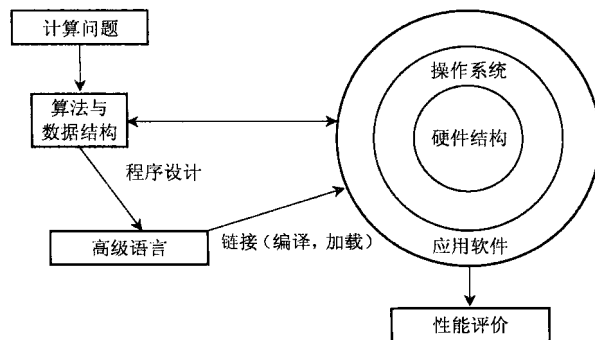 计算问题
算法与
数据结构
程序设计
高级语言
链接（编译，加载）
操作系统
硬件结构
应用软件
性能评价